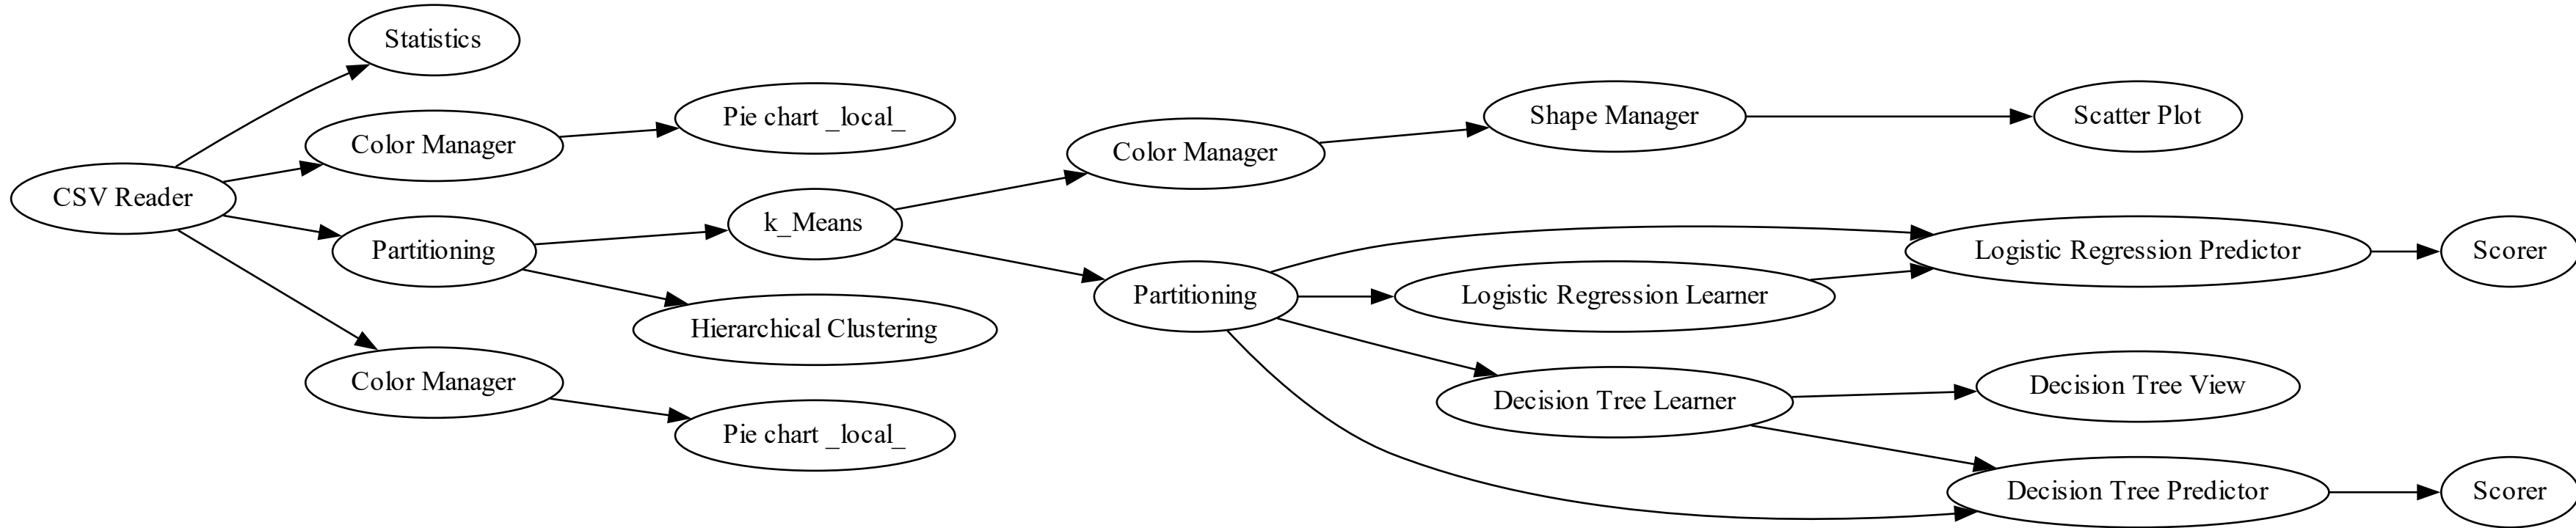 Statistics
Color Manager
Pie chart _local_
CSV Reader
Partitioning
k_Means
Hierarchical Clustering
Color Manager
Pie chart _local_
Color Manager
Shape Manager
Scatter Plot
Partitioning
Logistic Regression Learner
Logistic Regression Predictor
Scorer
Decision Tree Learner
Decision Tree View
Decision Tree Predictor
Scorer